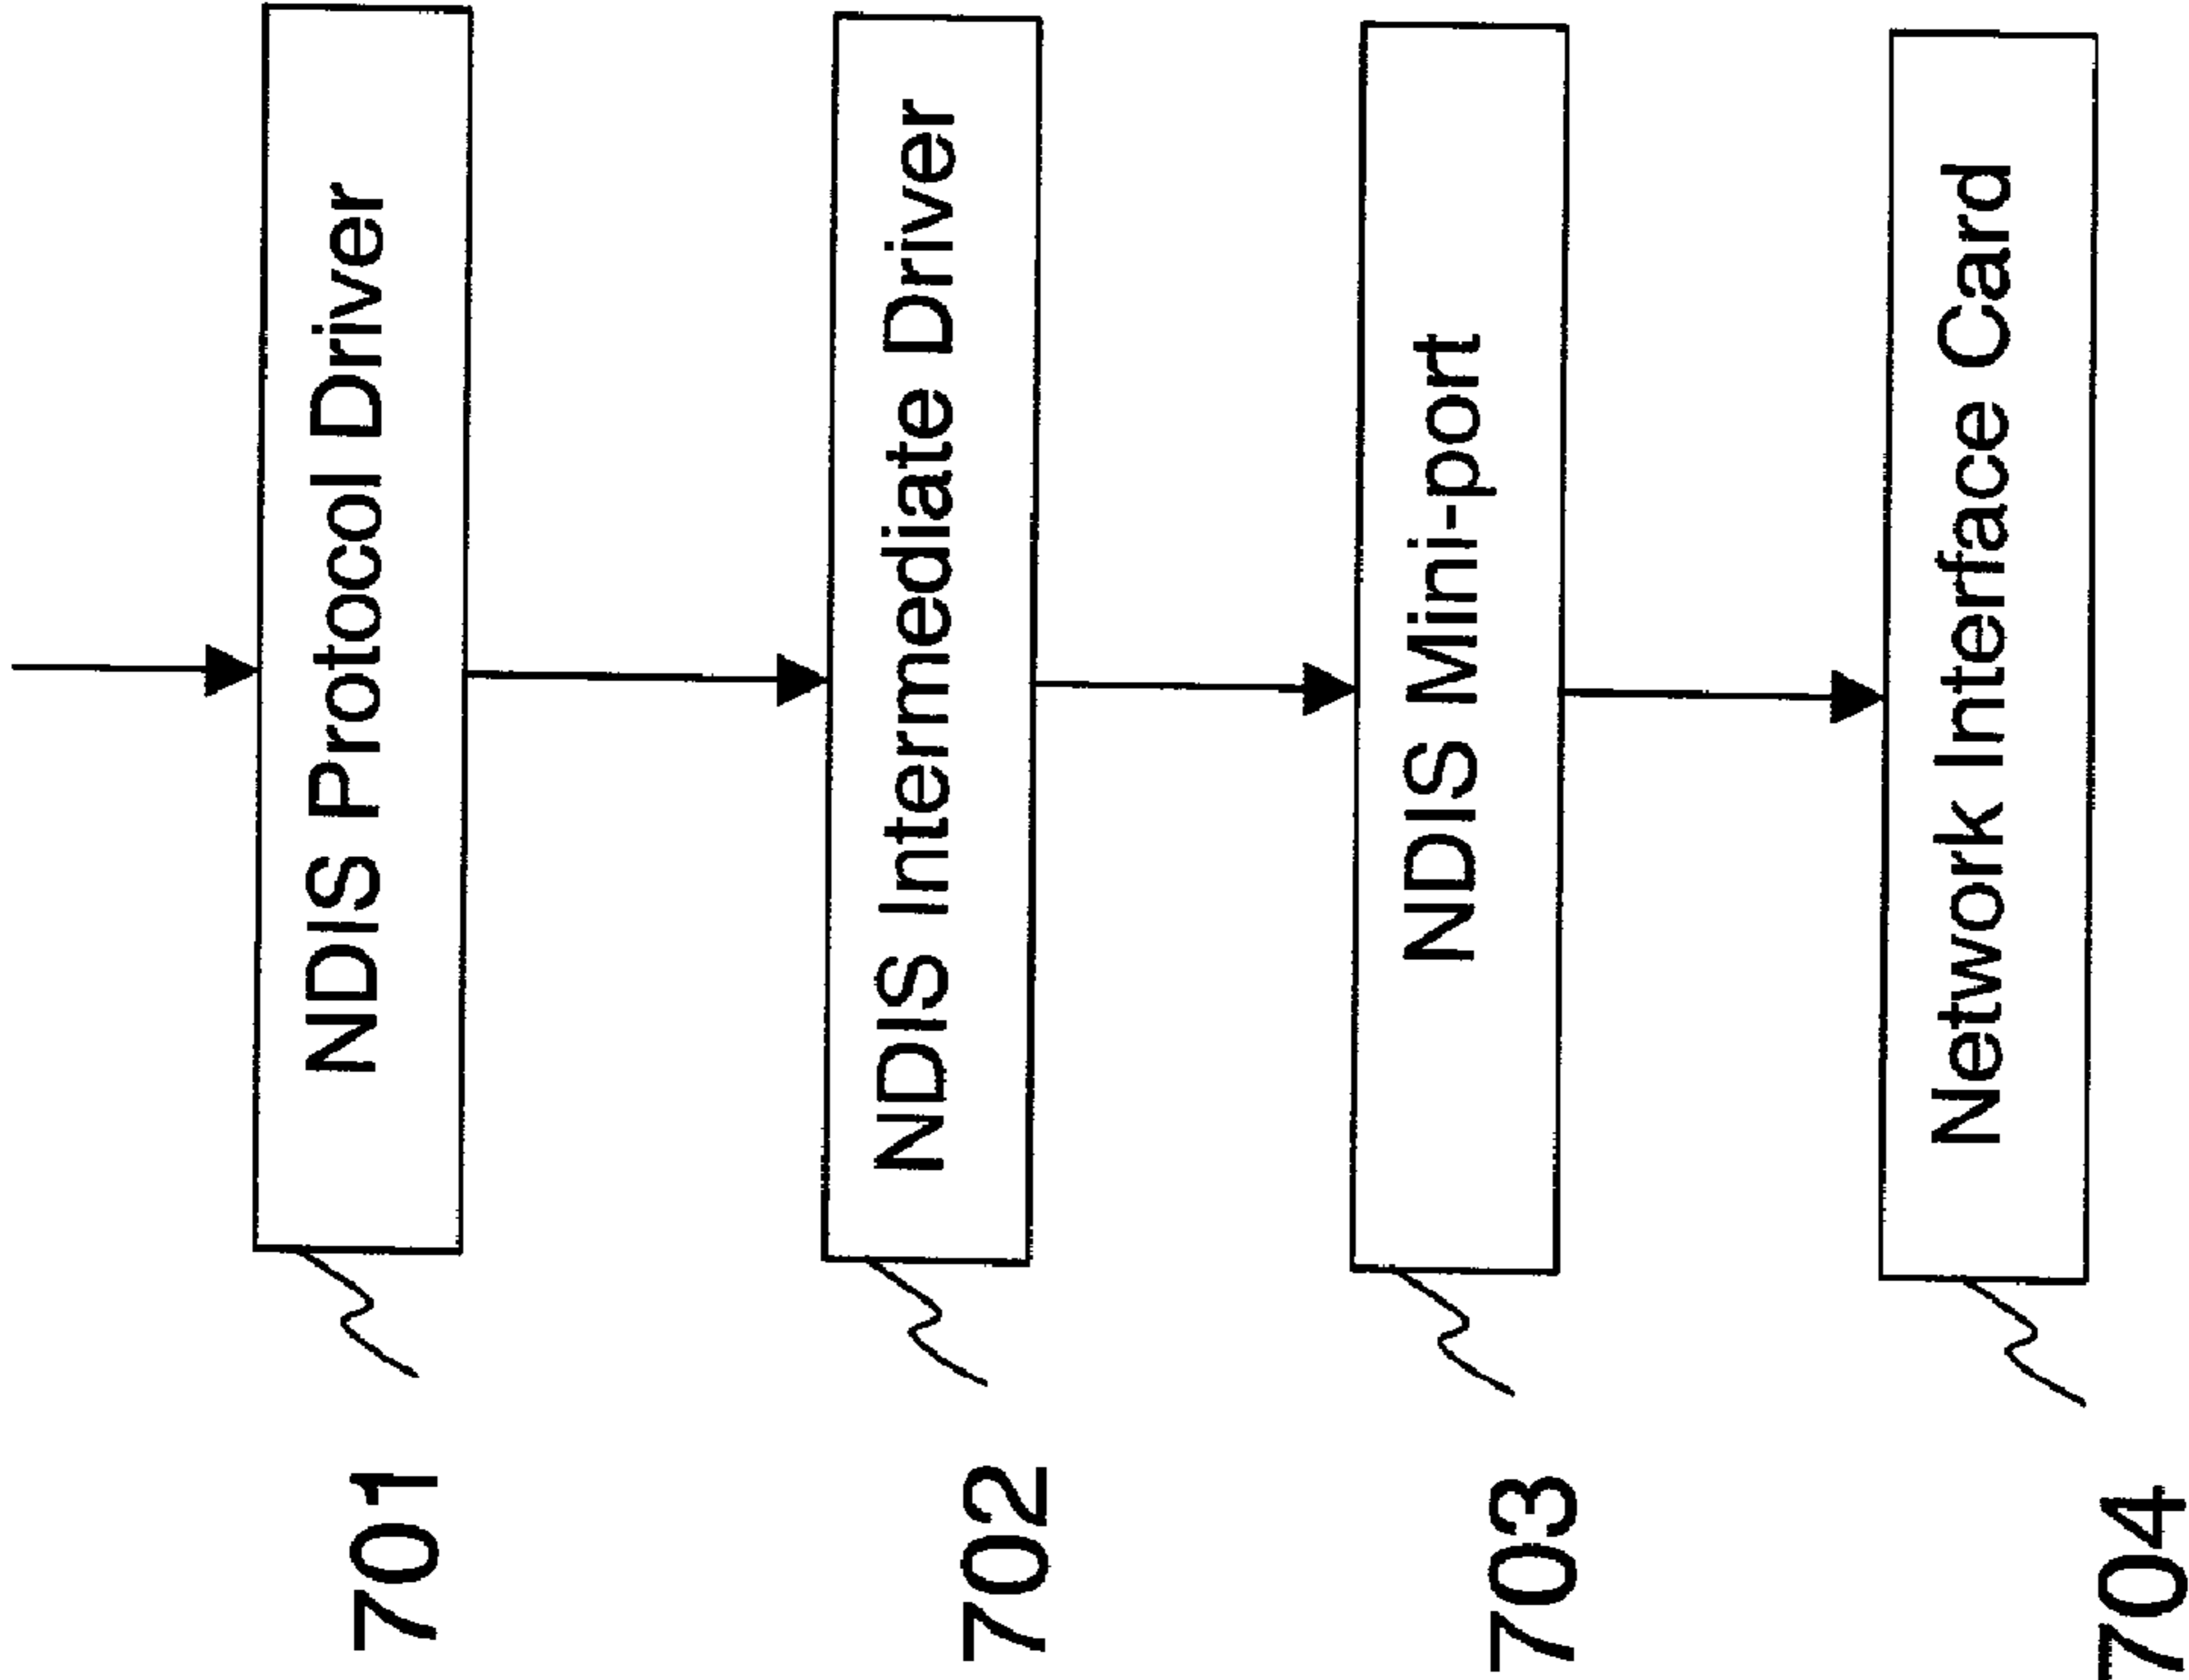 701
NDIS Protocol Driver
702
NDIS Intermediate Driver
703
NDIS Mini-port
704
Network Interface Card